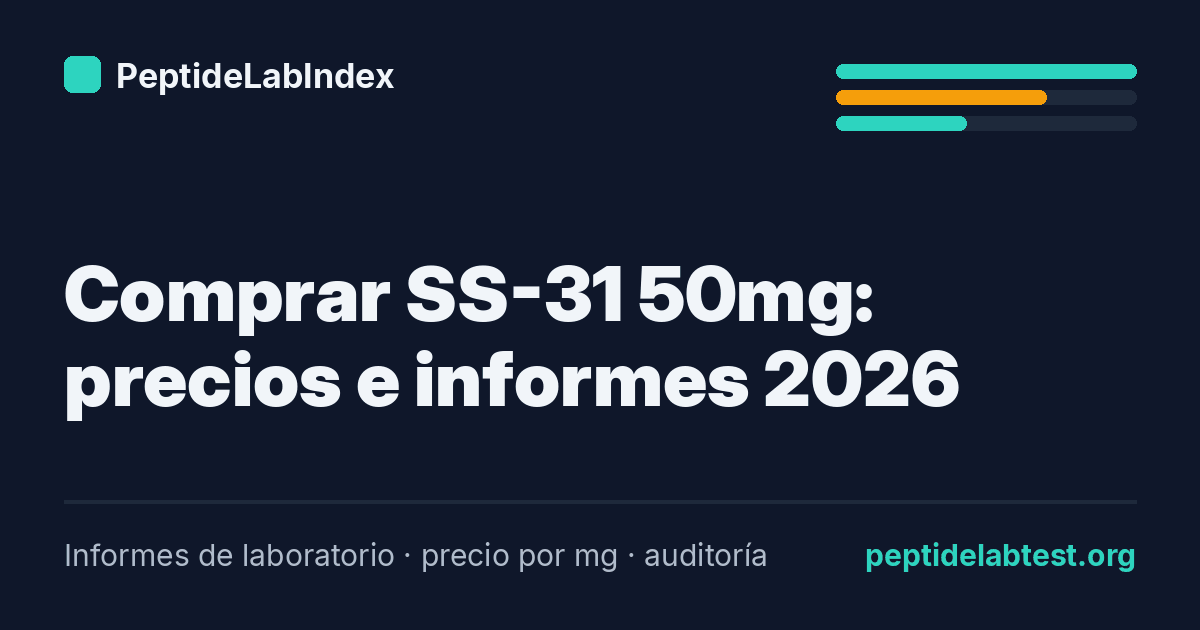 PeptideLabIndex
Comprar SS-31 50mg:
precios e informes 2026
Informes de laboratorio · precio por mg · auditoría
peptidelabtest.org